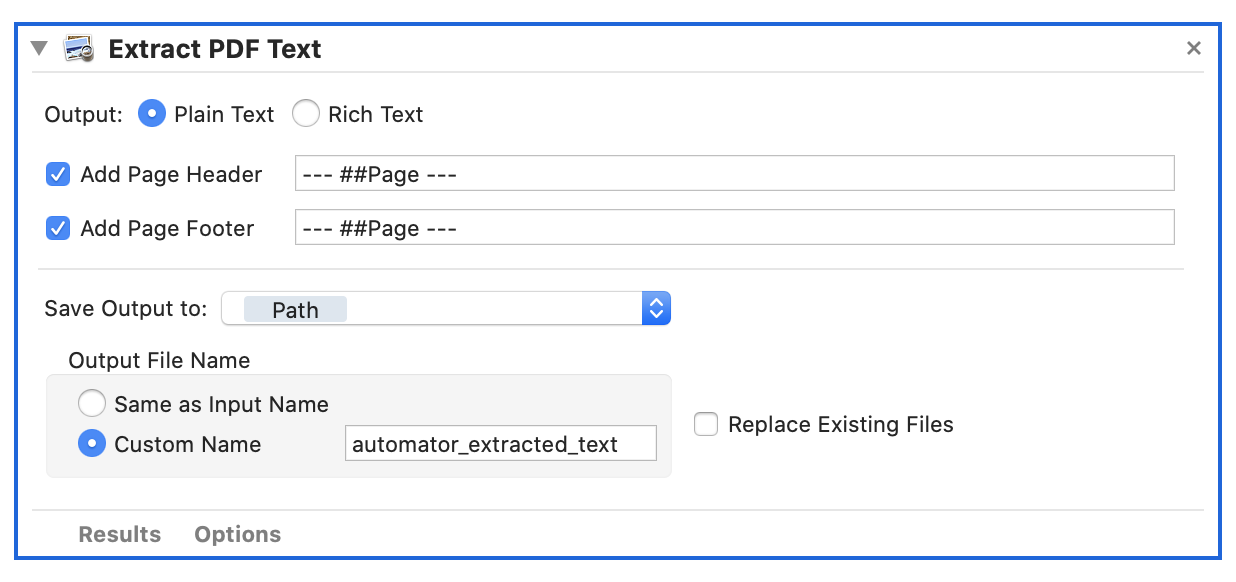 Extract PDF Text
Output: Plain Text Rich Text
Add Page Header --- ##Page ---
Add Page Footer --- ##Page ---
Save Output to: Path
Output File Name
Same as Input Name
Custom Name automator_extracted_text
Replace Existing Files
Results Options